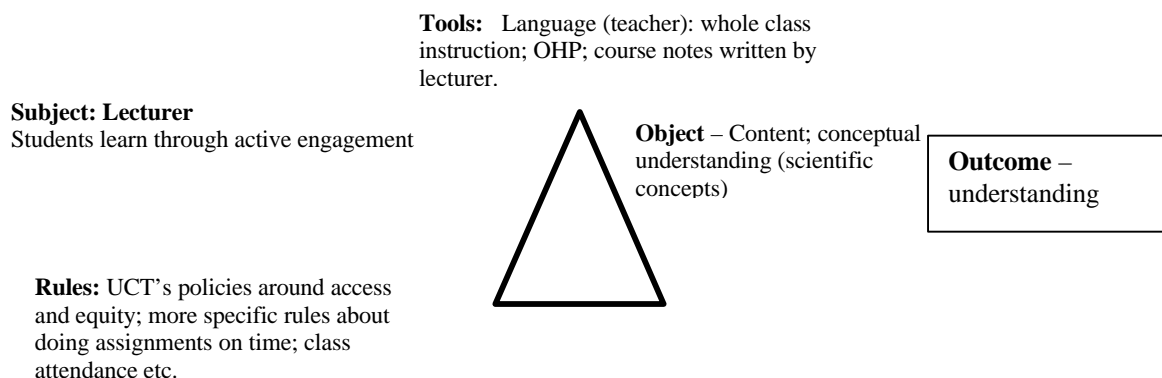 Tools: Language (teacher): whole class
instruction; OHP; course notes written by
lecturer.
Subject: Lecturer
Students learn through active engagement
Object – Content; conceptual
understanding (scientific
concepts)
Outcome –
understanding
Rules: UCT's policies around access
and equity; more specific rules about
doing assignments on time; class
attendance etc.